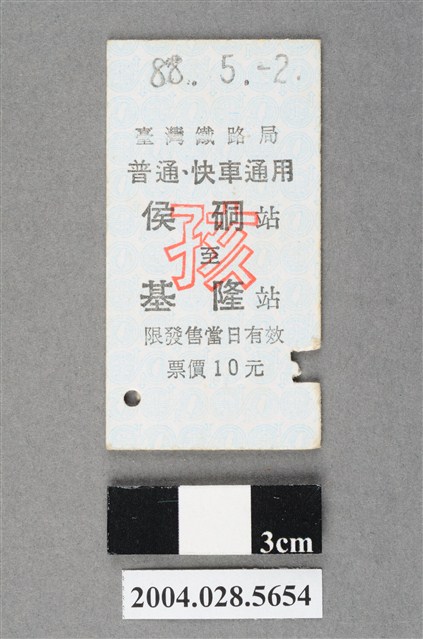 88. 5.-2.
臺灣鐵路局
普通、快車通用
侯硐站
孩
至
基隆站
限發售當日有效
票價10元
3cm
2004.028.5654